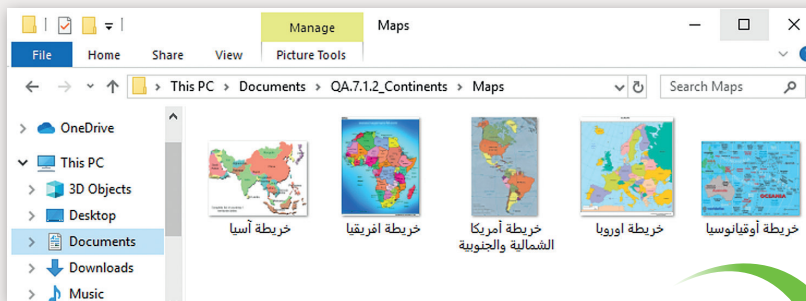 Manage
Maps
File
Home
Share
View
Picture Tools
This PC
Documents
QA.7.1.2_Continents
Maps
Search Maps
OneDrive
This PC
3D Objects
Desktop
Documents
Downloads
Music
خريطة آسيا
خريطة افريقيا
خريطة أمريكا
الشمالية والجنوبية
خريطة اوروبا
خريطة أوقيانوسيا
OCEANIA